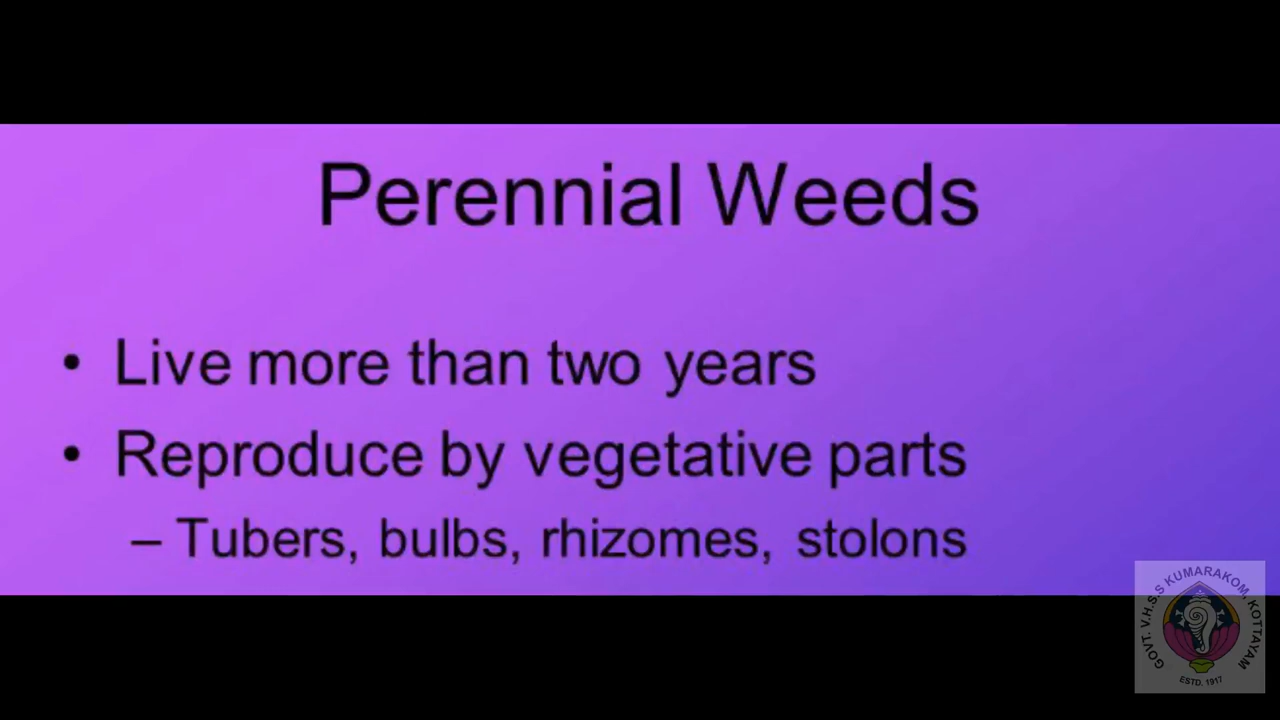 Perennial Weeds
• Live more than two years
• Reproduce by vegetative parts
– Tubers, bulbs, rhizomes, stolons
GOVT. V.H.S.S KUMARAKOM, KOTTAYAM
ESTD. 1917